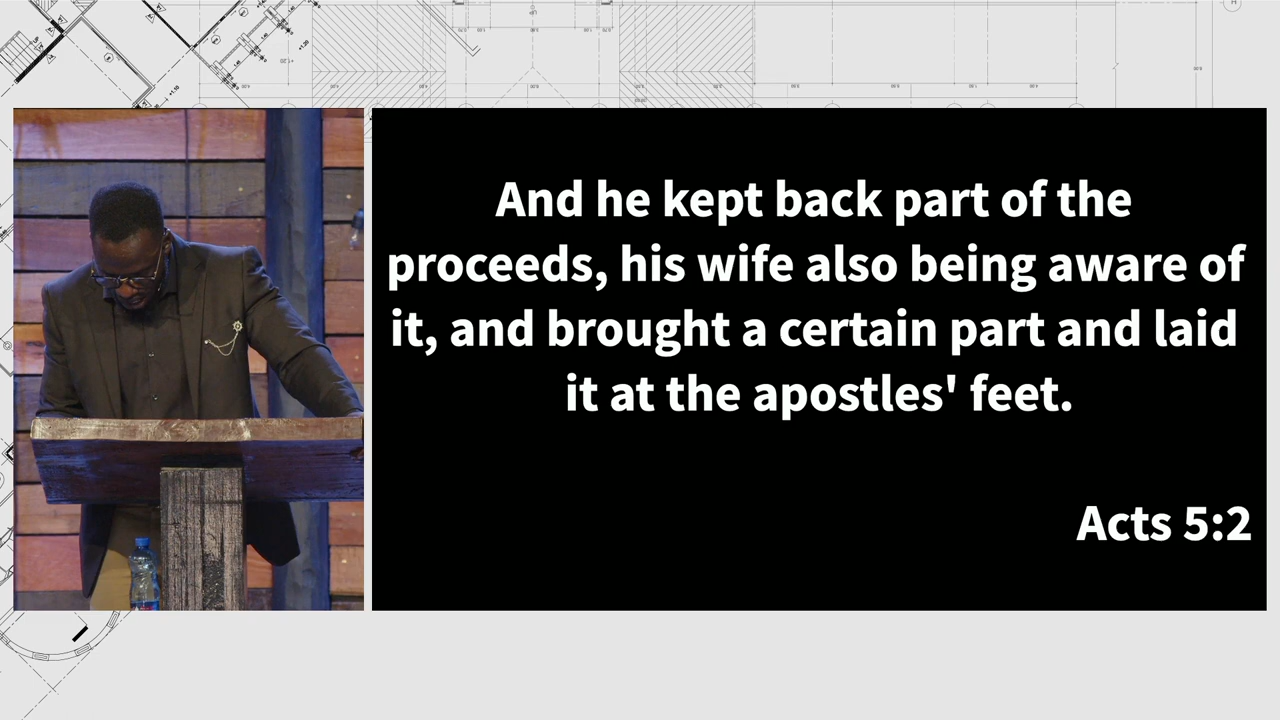 And he kept back part of the
proceeds, his wife also being aware of
it, and brought a certain part and laid
it at the apostles' feet.
Acts 5:2